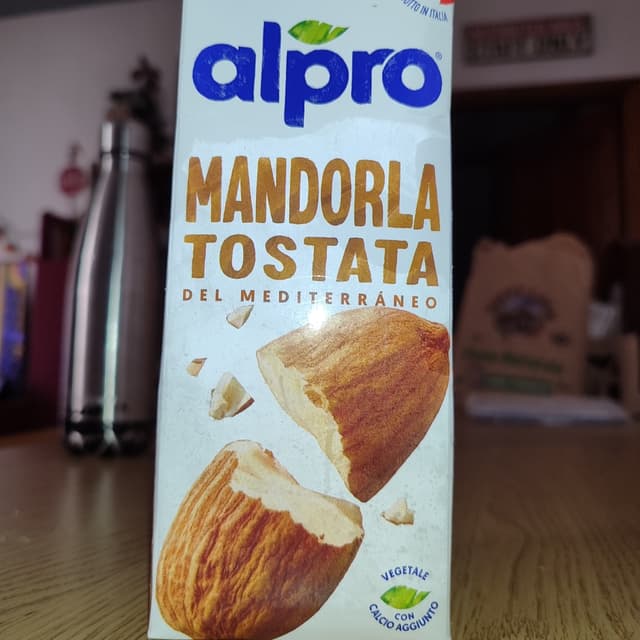 alpro®
MANDORLA
TOSTATA
DEL MEDITERRÁNEO
VEGETALE
CON
CALCIO AGGIUNTO